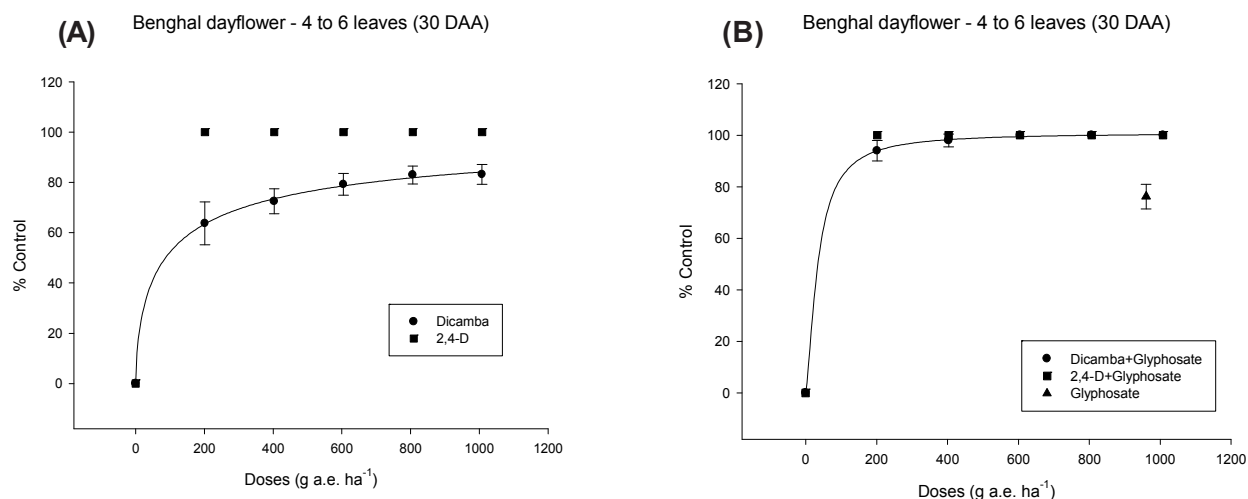 (A)
Benghal dayflower - 4 to 6 leaves (30 DAA)
120
100
80
60
40
20
0
% Control
Dicamba
2,4-D
0 200 400 600 800 1000 1200
Doses (g a.e. ha⁻¹)
(B)
Benghal dayflower - 4 to 6 leaves (30 DAA)
120
100
80
60
40
20
0
% Control
Dicamba+Glyphosate
2,4-D+Glyphosate
Glyphosate
0 200 400 600 800 1000 1200
Doses (g a.e. ha⁻¹)